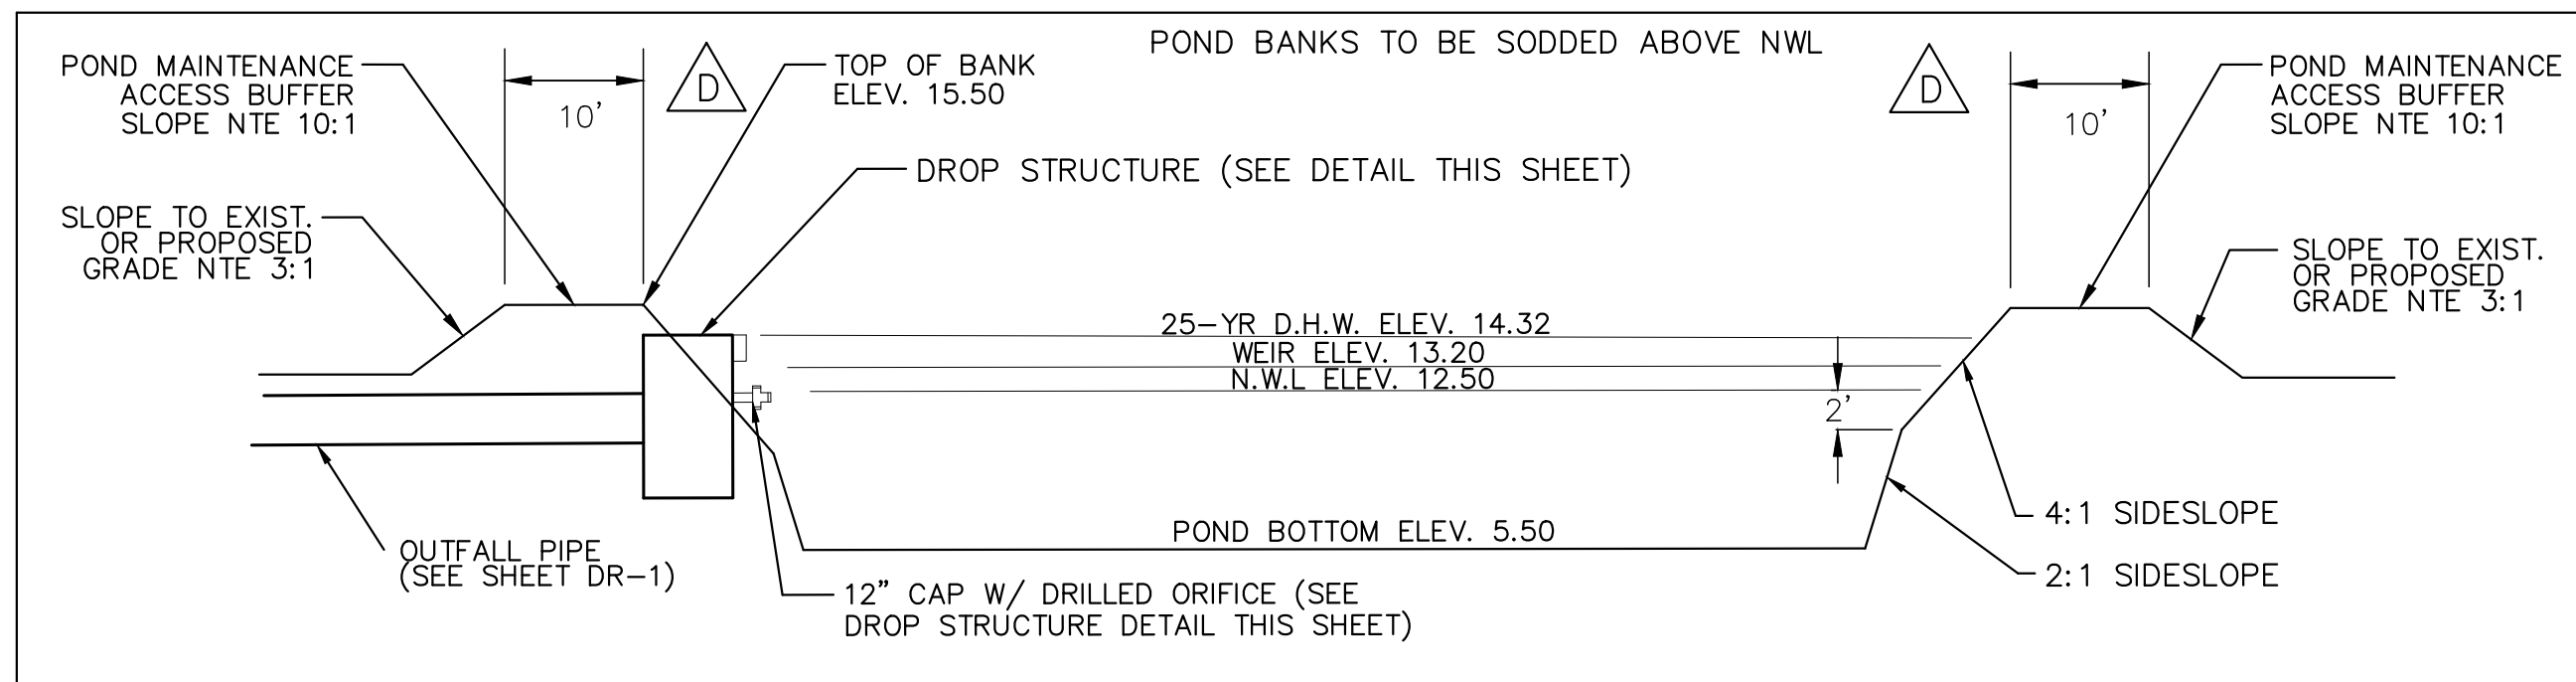 POND BANKS TO BE SODDED ABOVE NWL
POND MAINTENANCE
ACCESS BUFFER
SLOPE NTE 10:1
10'
D
TOP OF BANK
ELEV. 15.50
D
10'
POND MAINTENANCE
ACCESS BUFFER
SLOPE NTE 10:1
DROP STRUCTURE (SEE DETAIL THIS SHEET)
SLOPE TO EXIST.
OR PROPOSED
GRADE NTE 3:1
SLOPE TO EXIST.
OR PROPOSED
GRADE NTE 3:1
25-YR D.H.W. ELEV. 14.32
WEIR ELEV. 13.20
N.W.L ELEV. 12.50
2'
4:1 SIDESLOPE
POND BOTTOM ELEV. 5.50
2:1 SIDESLOPE
OUTFALL PIPE
(SEE SHEET DR-1)
12" CAP W/ DRILLED ORIFICE (SEE
DROP STRUCTURE DETAIL THIS SHEET)